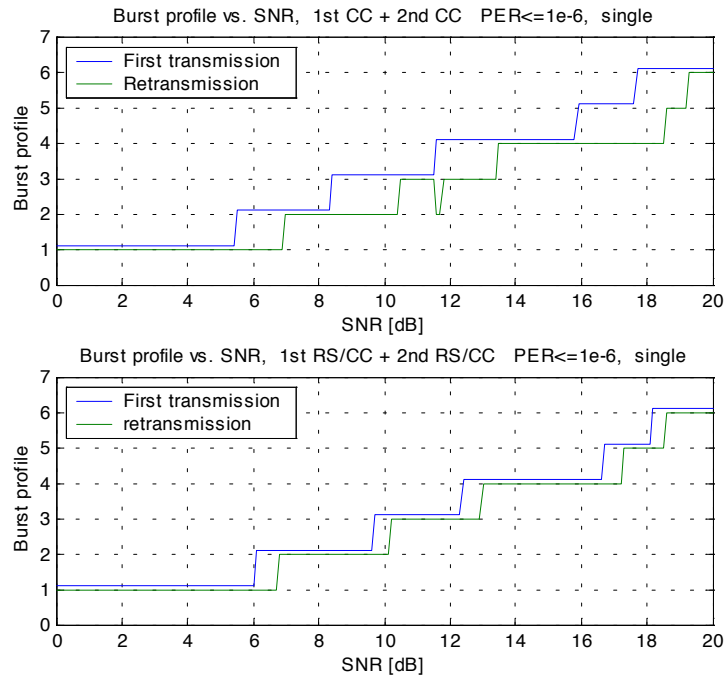 Burst profile vs. SNR, 1st CC + 2nd CC PER<=1e-6, single
7
6
5
4
3
2
1
0
Burst profile
First transmission
Retransmission
0 2 4 6 8 10 12 14 16 18 20
SNR [dB]
Burst profile vs. SNR, 1st RS/CC + 2nd RS/CC PER<=1e-6, single
7
6
5
4
3
2
1
0
Burst profile
First transmission
retransmission
0 2 4 6 8 10 12 14 16 18 20
SNR [dB]